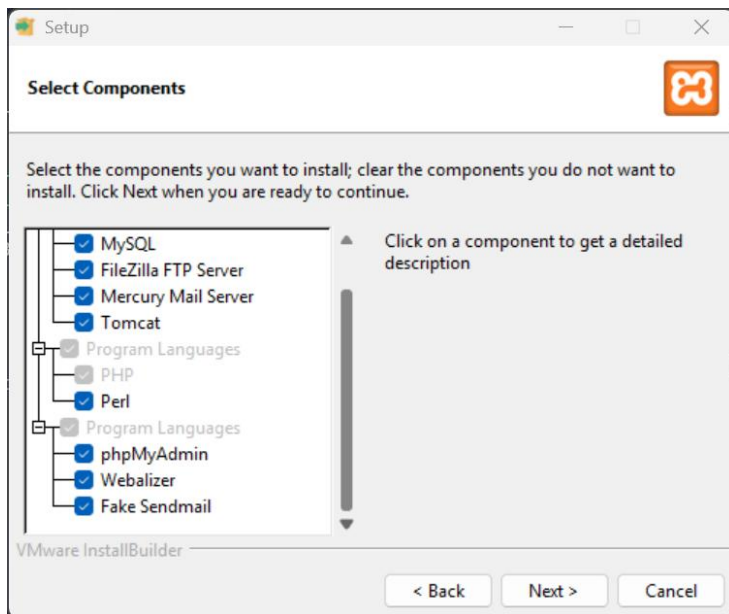 Setup
Select Components
Select the components you want to install; clear the components you do not want to
install. Click Next when you are ready to continue.
MySQL
FileZilla FTP Server
Mercury Mail Server
Tomcat
Program Languages
PHP
Perl
Program Languages
phpMyAdmin
Webalizer
Fake Sendmail
Click on a component to get a detailed
description
VMware InstallBuilder
< Back
Next >
Cancel